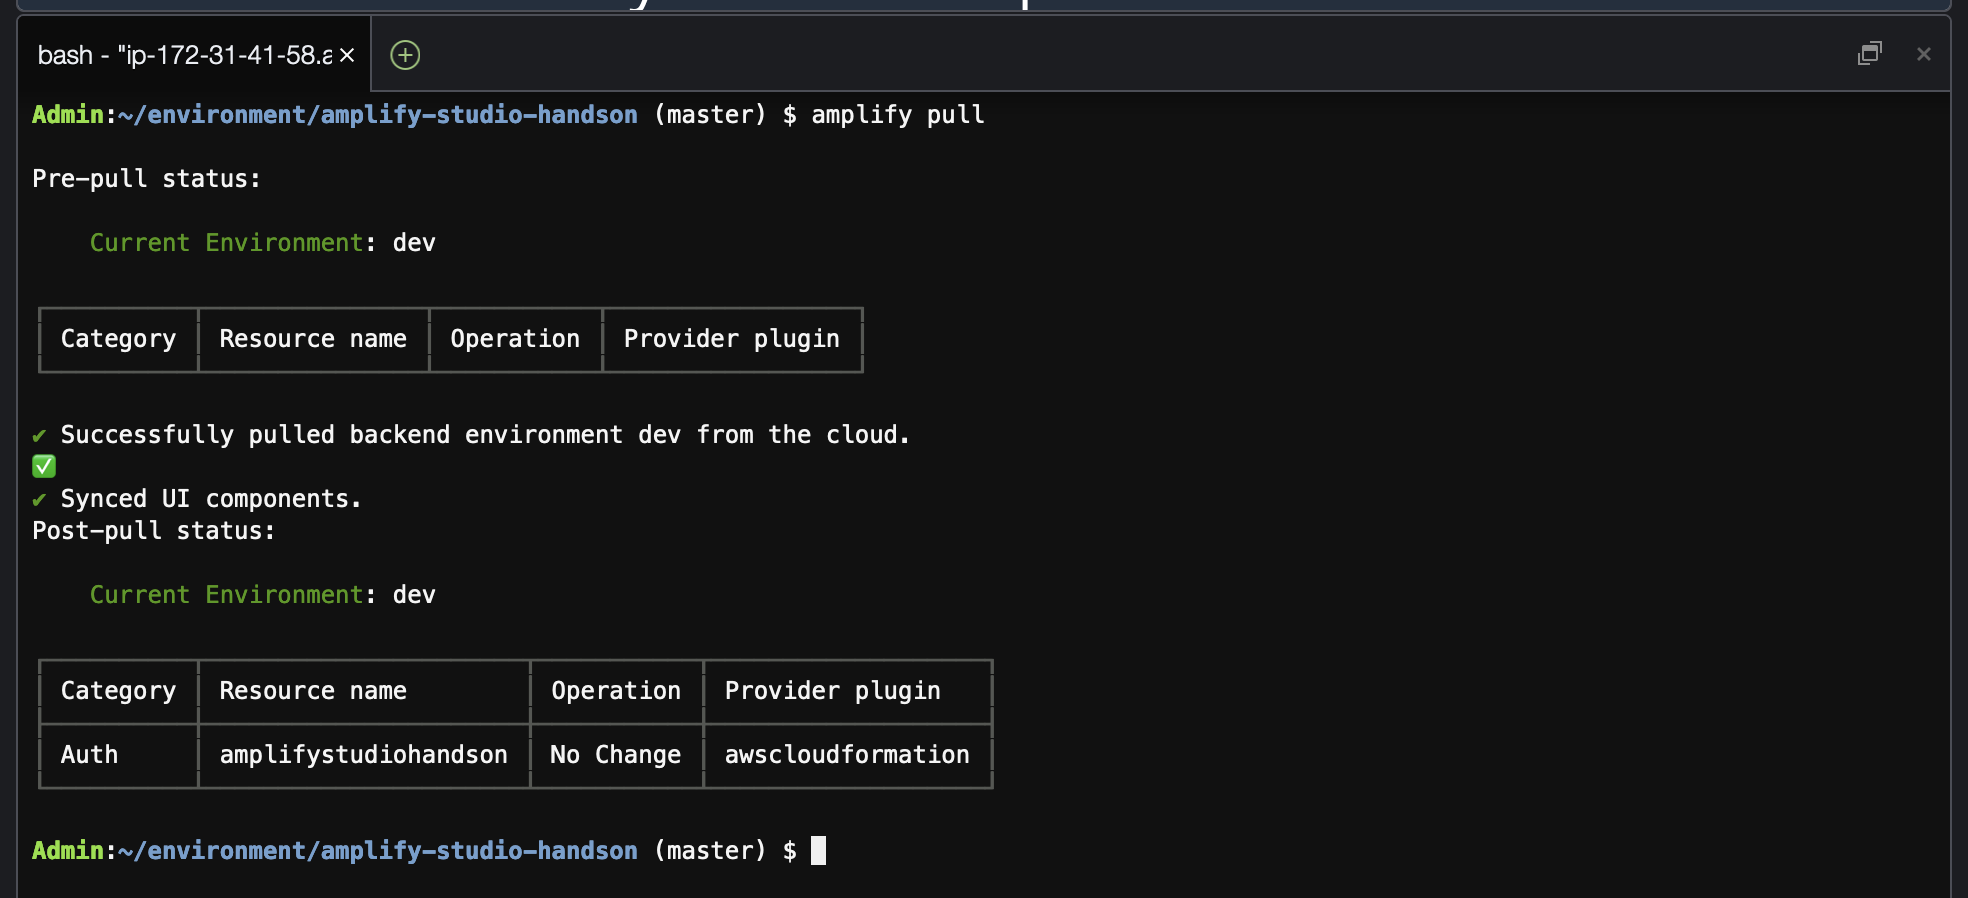 bash - "ip-172-31-41-58.a
Admin:~/environment/amplify-studio-handson (master) $ amplify pull
Pre-pull status:
Current Environment: dev
Category Resource name Operation Provider plugin
✔ Successfully pulled backend environment dev from the cloud.
✅
✔ Synced UI components.
Post-pull status:
Current Environment: dev
Category Resource name Operation Provider plugin
Auth amplifystudiohandson No Change awscloudformation
Admin:~/environment/amplify-studio-handson (master) $